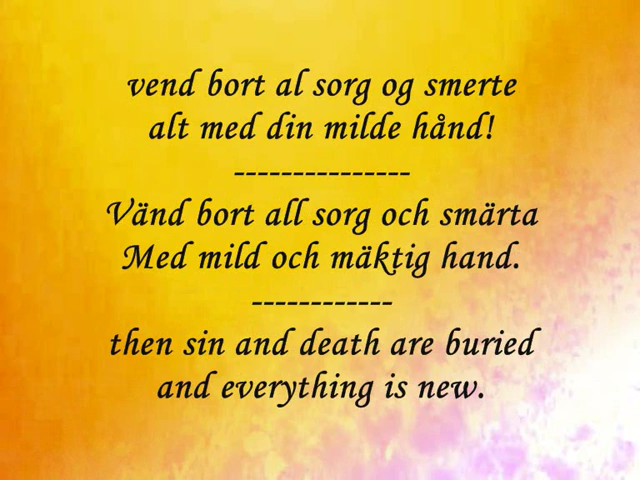 vend bort al sorg og smerte
alt med din milde hånd!
---------------
Vänd bort all sorg och smärta
Med mild och mäktig hand.
------------
then sin and death are buried
and everything is new.